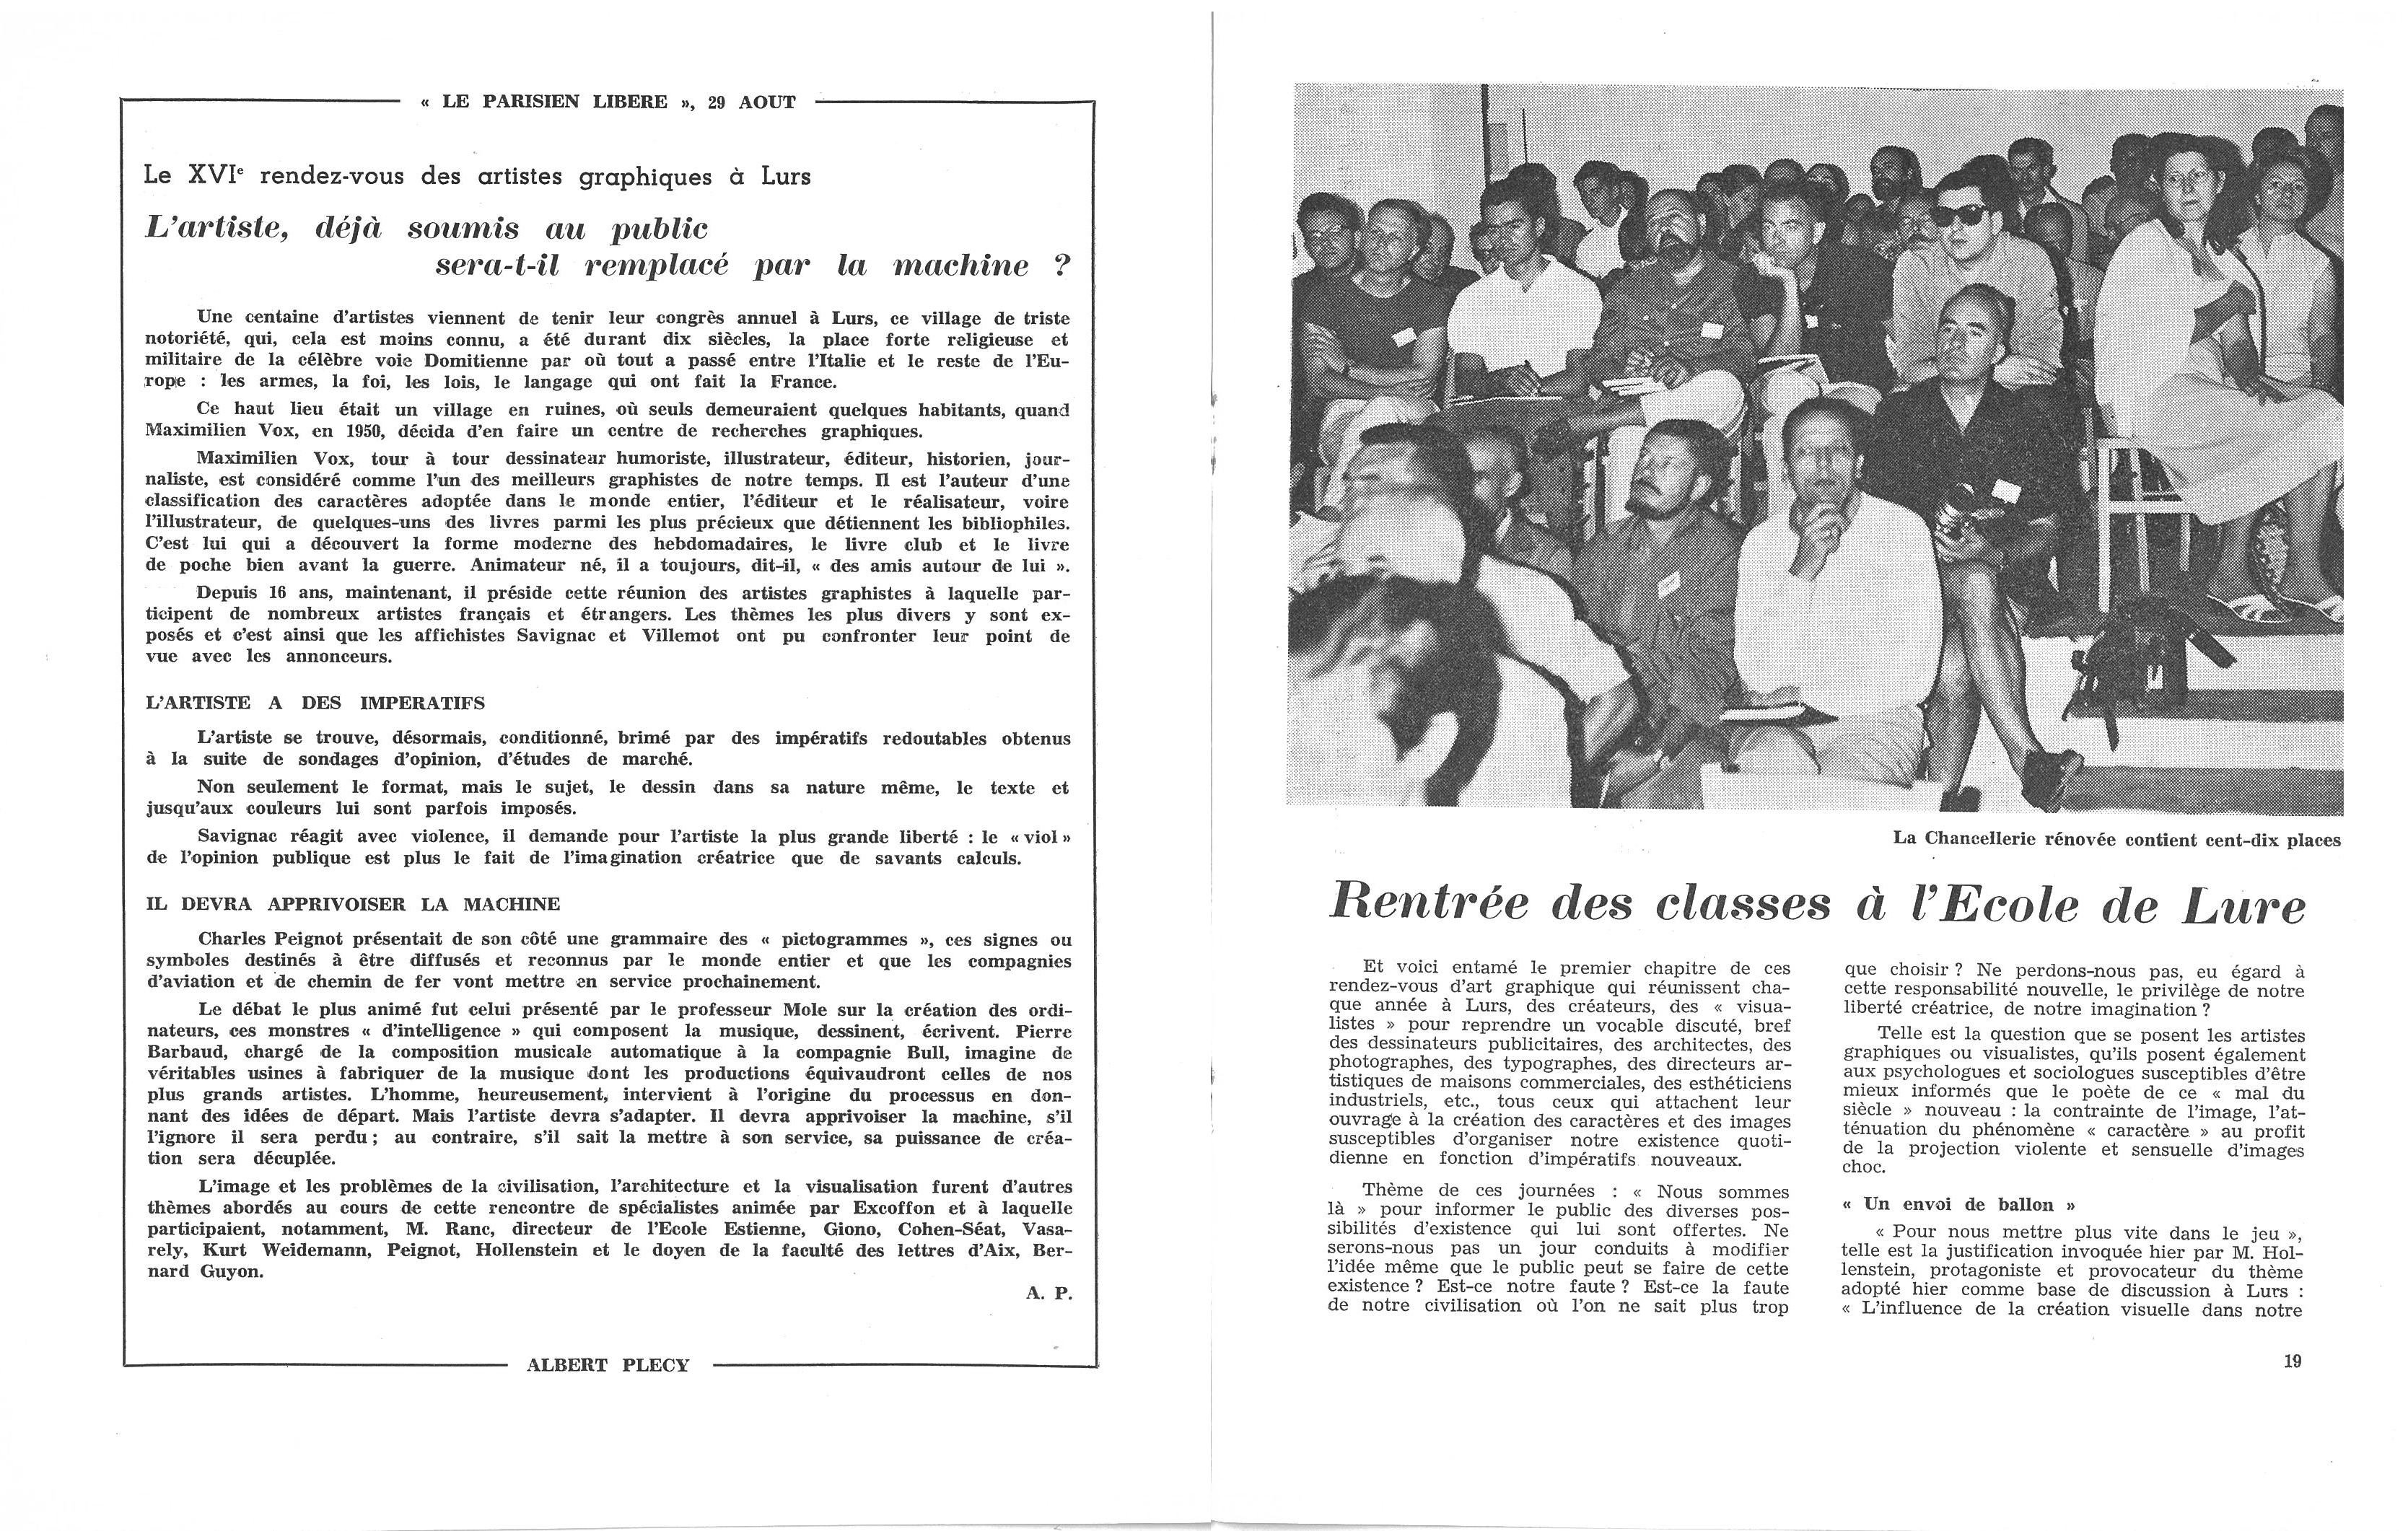 « LE PARISIEN LIBERE », 29 AOUT
Le XVIe rendez-vous des artistes graphiques à Lurs
L'artiste, déjà soumis au public
sera-t-il remplacé par la machine ?
Une centaine d'artistes viennent de tenir leur congrès annuel à Lurs, ce village de triste
notoriété, qui, cela est moins connu, a été durant dix siècles, la place forte religieuse et
militaire de la célèbre voie Domitienne par où tout a passé entre l'Italie et le reste de l'Eu-
rope : les armes, la foi, les lois, le langage qui ont fait la France.
Ce haut lieu était un village en ruines, où seuls demeuraient quelques habitants, quand
Maximilien Vox, en 1950, décida d'en faire un centre de recherches graphiques.
Maximilien Vox, tour à tour dessinateur humoriste, illustrateur, éditeur, historien, jour-
naliste, est considéré comme l'un des meilleurs graphistes de notre temps. Il est l'auteur d'une
classification des caractères adoptée dans le monde entier, l'éditeur et le réalisateur, voire
l'illustrateur, de quelques-uns des livres parmi les plus précieux que détiennent les bibliophiles.
C'est lui qui a découvert la forme moderne des hebdomadaires, le livre club et le livre
de poche bien avant la guerre. Animateur né, il a toujours, dit-il, « des amis autour de lui ».
Depuis 16 ans, maintenant, il préside cette réunion des artistes graphistes à laquelle par-
ticipent de nombreux artistes français et étrangers. Les thèmes les plus divers y sont ex-
posés et c'est ainsi que les affichistes Savignac et Villemot ont pu confronter leur point de
vue avec les annonceurs.
L'ARTISTE A DES IMPERATIFS
L'artiste se trouve, désormais, conditionné, brimé par des impératifs redoutables obtenus
à la suite de sondages d'opinion, d'études de marché.
Non seulement le format, mais le sujet, le dessin dans sa nature même, le texte et
jusqu'aux couleurs lui sont parfois imposés.
Savignac réagit avec violence, il demande pour l'artiste la plus grande liberté : le « viol »
de l'opinion publique est plus le fait de l'imagination créatrice que de savants calculs.
IL DEVRA APPRIVOISER LA MACHINE
Charles Peignot présentait de son côté une grammaire des « pictogrammes », ces signes ou
symboles destinés à être diffusés et reconnus par le monde entier et que les compagnies
d'aviation et de chemin de fer vont mettre en service prochainement.
Le débat le plus animé fut celui présenté par le professeur Mole sur la création des ordi-
nateurs, ces monstres « d'intelligence » qui composent la musique, dessinent, écrivent. Pierre
Barbaud, chargé de la composition musicale automatique à la compagnie Bull, imagine de
véritables usines à fabriquer de la musique dont les productions équivaudront celles de nos
plus grands artistes. L'homme, heureusement, intervient à l'origine du processus en don-
nant des idées de départ. Mais l'artiste devra s'adapter. Il devra apprivoiser la machine, s'il
l'ignore il sera perdu ; au contraire, s'il sait la mettre à son service, sa puissance de créa-
tion sera décuplée.
L'image et les problèmes de la civilisation, l'architecture et la visualisation furent d'autres
thèmes abordés au cours de cette rencontre de spécialistes animée par Excoffon et à laquelle
participaient, notamment, M. Ranc, directeur de l'Ecole Estienne, Giono, Cohen-Séat, Vasa-
rely, Kurt Weidemann, Peignot, Hollenstein et le doyen de la faculté des lettres d'Aix, Ber-
nard Guyon.
A. P.
ALBERT PLECY
La Chancellerie rénovée contient cent-dix places
Rentrée des classes à l'Ecole de Lure
Et voici entamé le premier chapitre de ces
rendez-vous d'art graphique qui réunissent cha-
que année à Lurs, des créateurs, des « visua-
listes » pour reprendre un vocable discuté, bref
des dessinateurs publicitaires, des architectes, des
photographes, des typographes, des directeurs ar-
tistiques de maisons commerciales, des esthéticiens
industriels, etc., tous ceux qui attachent leur
ouvrage à la création des caractères et des images
susceptibles d'organiser notre existence quoti-
dienne en fonction d'impératifs nouveaux.
Thème de ces journées : « Nous sommes
là » pour informer le public des diverses pos-
sibilités d'existence qui lui sont offertes. Ne
serons-nous pas un jour conduits à modifier
l'idée même que le public peut se faire de cette
existence ? Est-ce notre faute ? Est-ce la faute
de notre civilisation où l'on ne sait plus trop
que choisir ? Ne perdons-nous pas, eu égard à
cette responsabilité nouvelle, le privilège de notre
liberté créatrice, de notre imagination ?
Telle est la question que se posent les artistes
graphiques ou visualistes, qu'ils posent également
aux psychologues et sociologues susceptibles d'être
mieux informés que le poète de ce « mal du
siècle » nouveau : la contrainte de l'image, l'at-
ténuation du phénomène « caractère » au profit
de la projection violente et sensuelle d'images
choc.
« Un envoi de ballon »
« Pour nous mettre plus vite dans le jeu »,
telle est la justification invoquée hier par M. Hol-
lenstein, protagoniste et provocateur du thème
adopté hier comme base de discussion à Lurs :
« L'influence de la création visuelle dans notre
19